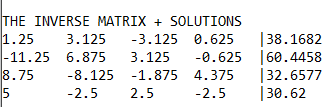 THE INVERSE MATRIX + SOLUTIONS
1.25 3.125 -3.125 0.625 |38.1682
-11.25 6.875 3.125 -0.625 |60.4458
8.75 -8.125 -1.875 4.375 |32.6577
5 -2.5 2.5 -2.5 |30.62